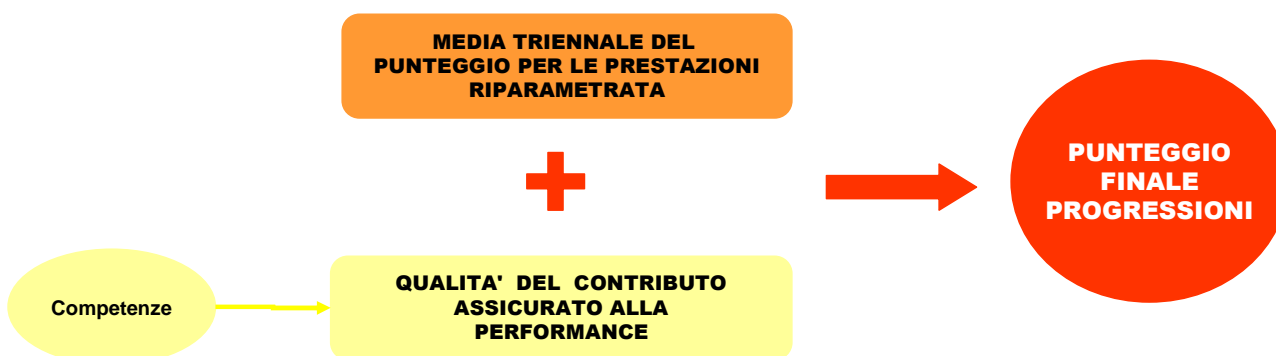 MEDIA TRIENNALE DEL
PUNTEGGIO PER LE PRESTAZIONI
RIPARAMETRATA
PUNTEGGIO
FINALE
PROGRESSIONI
Competenze
QUALITA' DEL CONTRIBUTO
ASSICURATO ALLA
PERFORMANCE